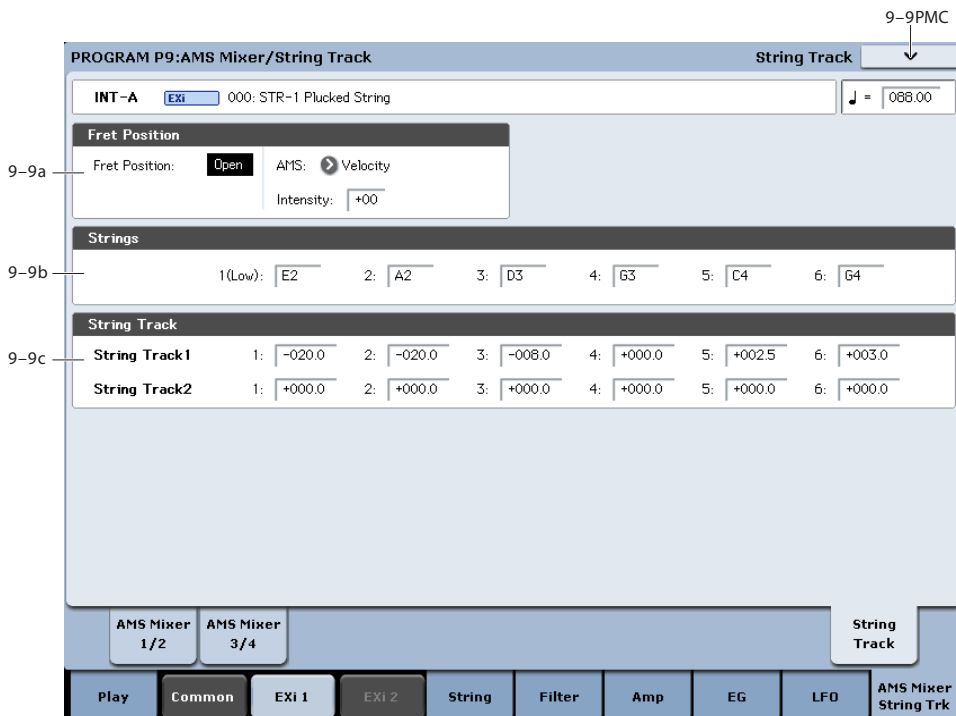 9–9PMC
PROGRAM P9:AMS Mixer/String Track String Track
INT-A EXi 000: STR-1 Plucked String ♩ = 088.00
Fret Position
9–9a Fret Position: Open AMS: Velocity
Intensity: +00
Strings
9–9b 1(Low): E2 2: A2 3: D3 4: G3 5: C4 6: G4
String Track
9–9c String Track1 1: -020.0 2: -020.0 3: -008.0 4: +000.0 5: +002.5 6: +003.0
String Track2 1: +000.0 2: +000.0 3: +000.0 4: +000.0 5: +000.0 6: +000.0
AMS Mixer 1/2 AMS Mixer 3/4 String Track
Play Common EXi 1 EXi 2 String Filter Amp EG LFO AMS Mixer String Trk